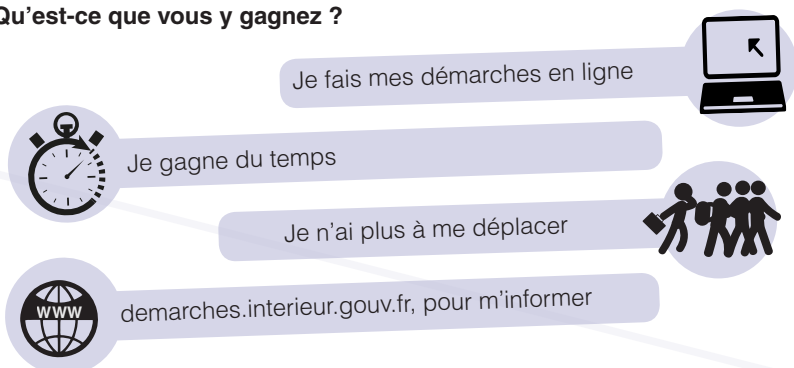 Qu’est-ce que vous y gagnez ?
Je fais mes démarches en ligne
Je gagne du temps
Je n’ai plus à me déplacer
WWW
demarches.interieur.gouv.fr, pour m’informer